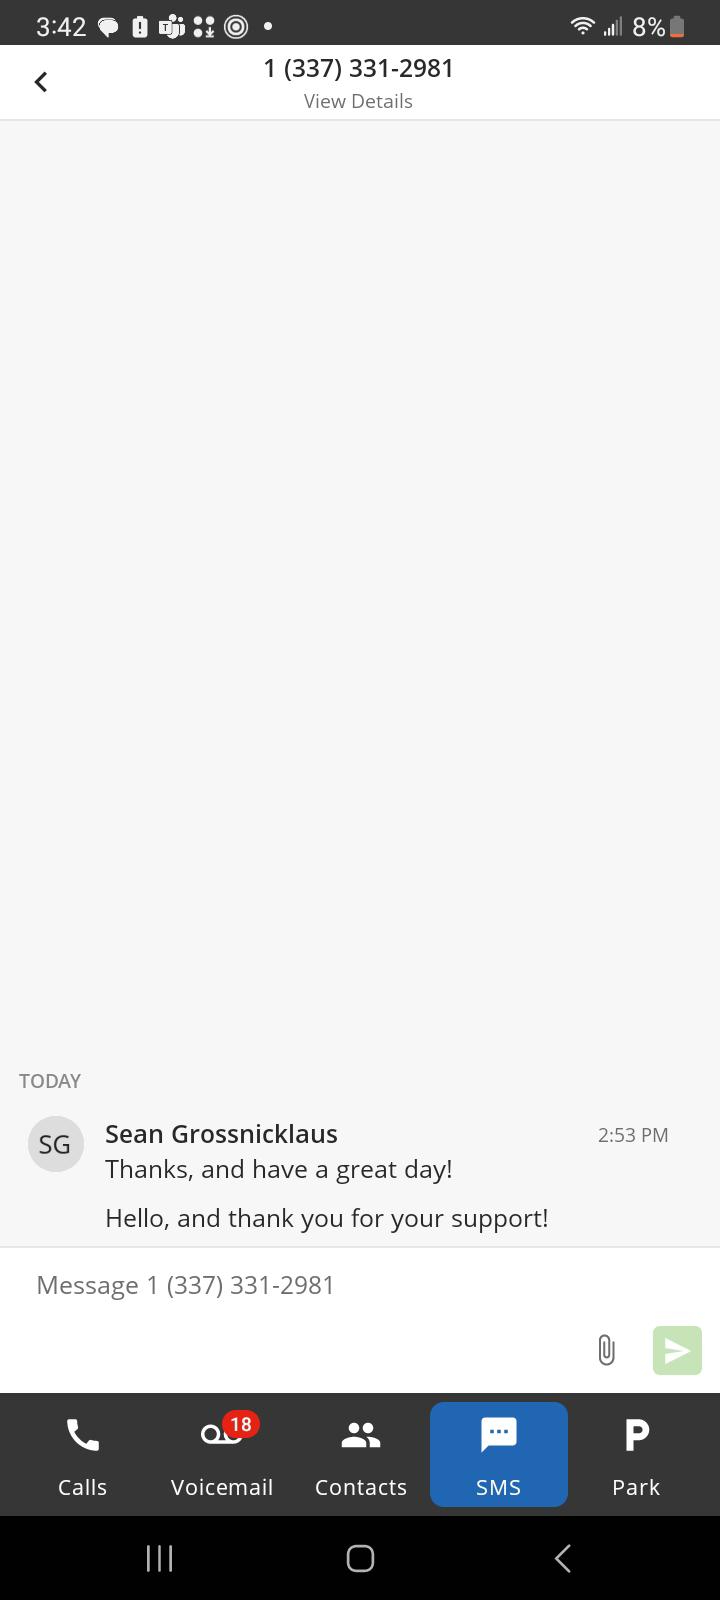 3:42
8%
1 (337) 331-2981
View Details
TODAY
SG
Sean Grossnicklaus
2:53 PM
Thanks, and have a great day!
Hello, and thank you for your support!
Message 1 (337) 331-2981
18
Calls
Voicemail
Contacts
SMS
P
Park